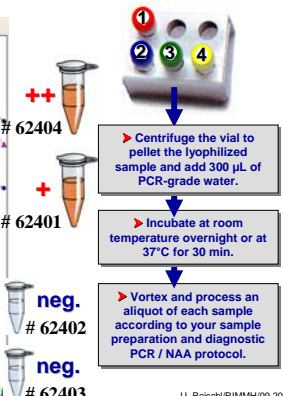 1
2
3
4
++
# 62404
+
# 62401
neg.
# 62402
neg.
# 62403
➤ Centrifuge the vial to
pellet the lyophilized
sample and add 300 µL of
PCR-grade water.
➤ Incubate at room
temperature overnight or at
37°C for 30 min.
➤ Vortex and process an
aliquot of each sample
according to your sample
preparation and diagnostic
PCR / NAA protocol.